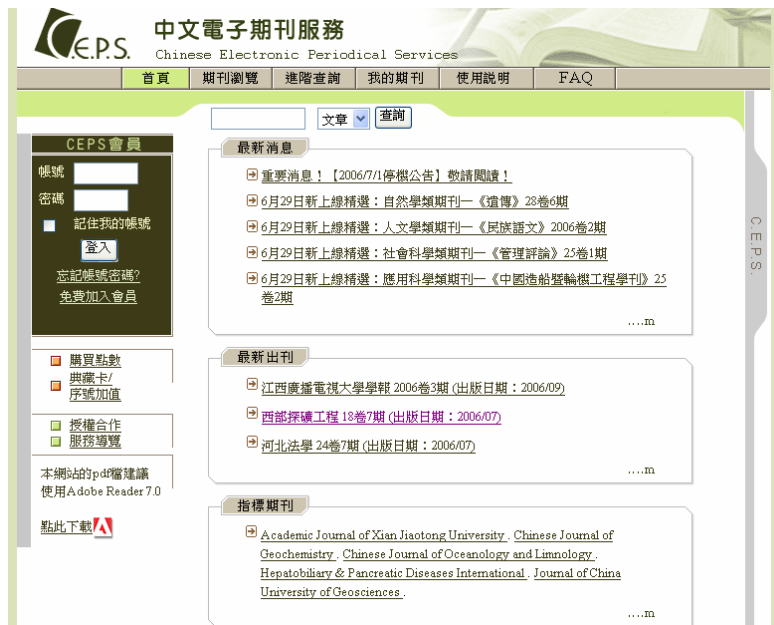 C.E.P.S.
中文電子期刊服務
Chinese Electronic Periodical Services
首頁 期刊瀏覽 進階查詢 我的期刊 使用說明 FAQ
文章 查詢
CEPS會員
帳號
密碼
記住我的帳號
登入
忘記帳號密碼?
免費加入會員
購買點數
典藏卡/
序號加值
授權合作
服務導覽
本網站的pdf檔建議
使用Adobe Reader 7.0
點此下載
最新消息
重要消息！【2006/7/1停機公告】敬請閱讀！
6月29日新上線精選：自然學類期刊—《遺傳》28卷6期
6月29日新上線精選：人文學類期刊—《民族語文》2006卷2期
6月29日新上線精選：社會科學類期刊—《管理評論》25卷1期
6月29日新上線精選：應用科學類期刊—《中國造船暨輪機工程學刊》25
卷2期
....m
最新出刊
江西廣播電視大學學報 2006卷3期 (出版日期：2006/09)
西部探礦工程 18卷7期 (出版日期：2006/07)
河北法學 24卷7期 (出版日期：2006/07)
....m
指標期刊
Academic Journal of Xian Jiaotong University . Chinese Journal of
Geochemistry . Chinese Journal of Oceanology and Limnology .
Hepatobiliary & Pancreatic Diseases International . Journal of China
University of Geosciences .
....m
C.E.P.S.